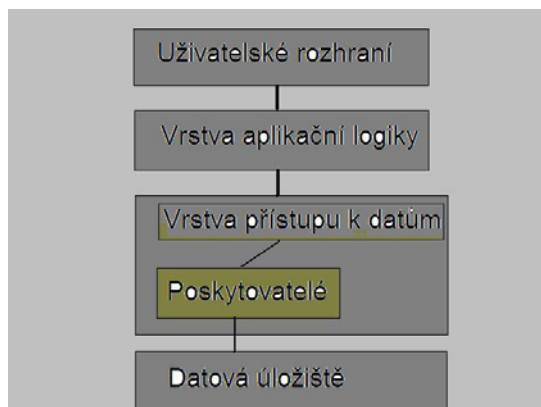 Uživatelské rozhraní
Vrstva aplikační logiky
Vrstva přístupu k datům
Poskytovatelé
Datová úložiště